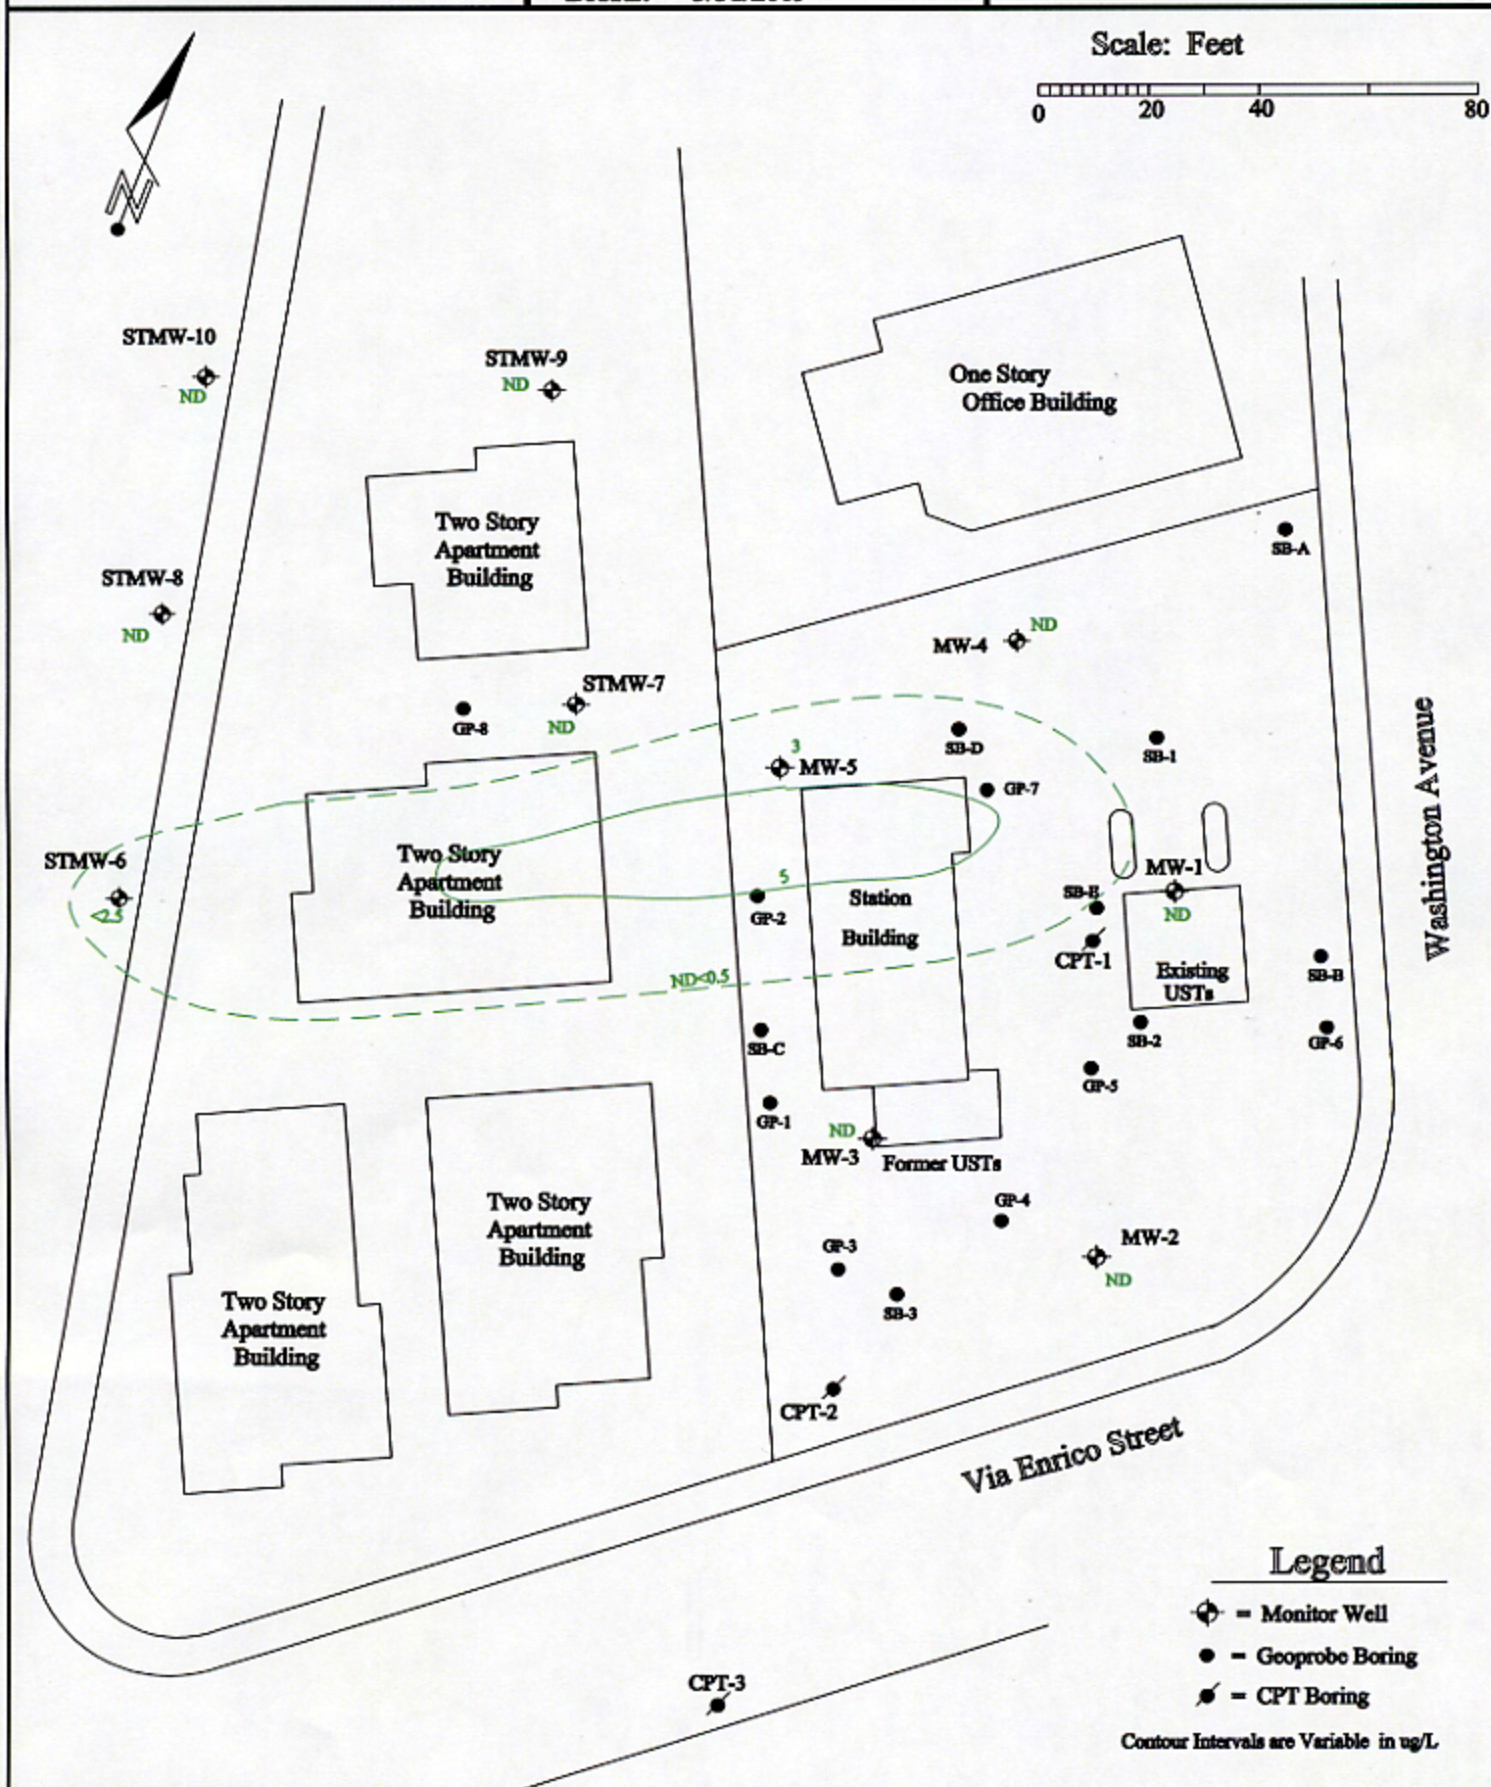 Scale: Feet
0 20 40 80
N
STMW-10
ND
STMW-9
ND
One Story
Office Building
Two Story
Apartment
Building
SB-A
STMW-8
ND
ND
MW-4
STMW-7
ND
GP-8
SB-D
SB-1
3
MW-5
GP-7
Washington Avenue
STMW-6
<2.5
Two Story
Apartment
Building
5
GP-2
Station
Building
MW-1
ND
SB-E
CPT-1
Existing
USTs
SB-B
ND<0.5
SB-C
SB-2
GP-6
GP-5
GP-1
ND
MW-3
Former USTs
GP-4
Two Story
Apartment
Building
GP-3
MW-2
ND
SB-3
Two Story
Apartment
Building
CPT-2
Via Enrico Street
Legend
= Monitor Well
= Geoprobe Boring
= CPT Boring
CPT-3
Contour Intervals are Variable in ug/L